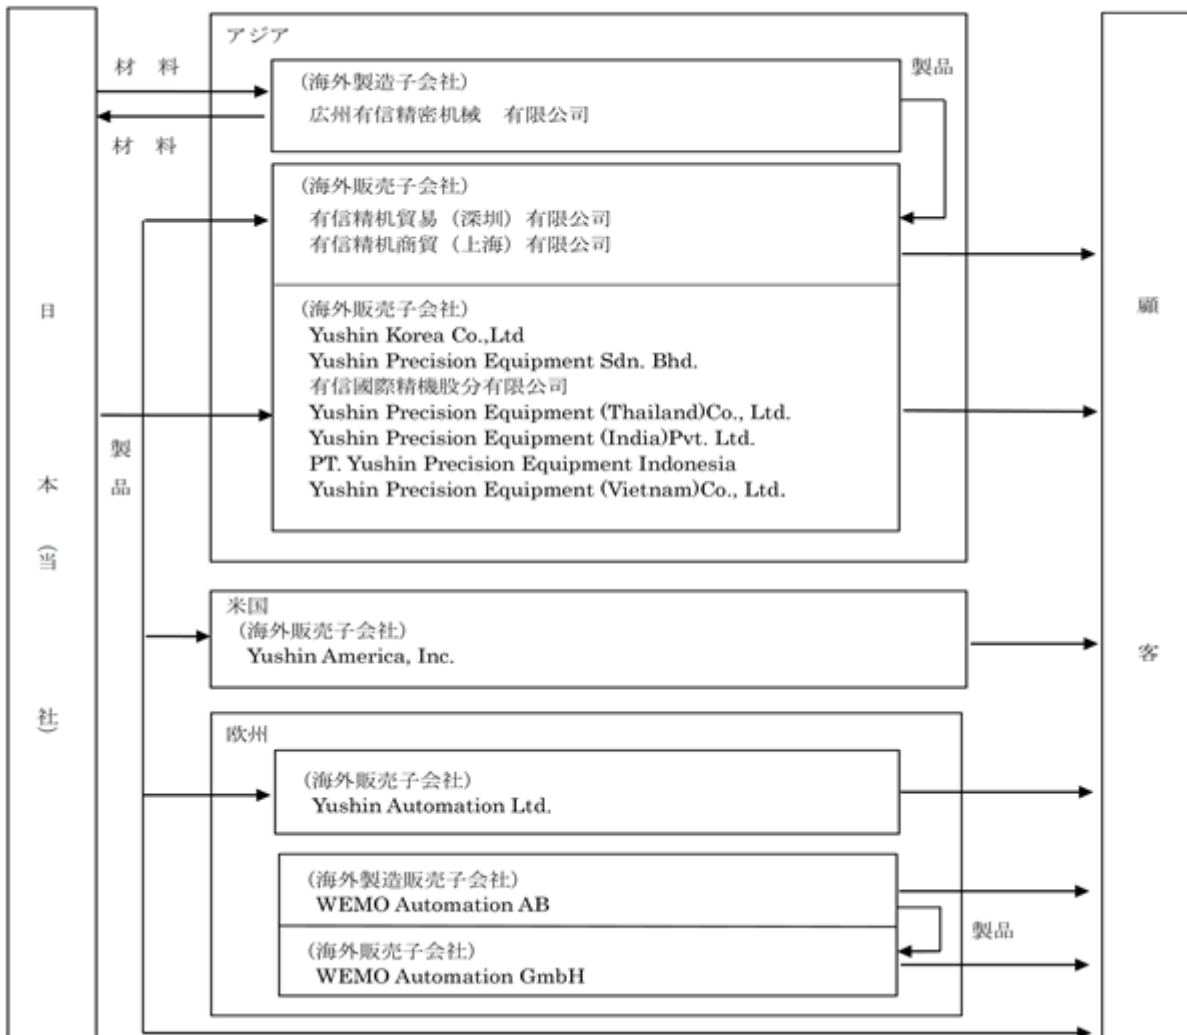 アジア
材 料
(海外製造子会社)
広州有信精密机械 有限公司
製品
材 料
(海外販売子会社)
有信精机貿易（深圳）有限公司
有信精机商貿（上海）有限公司
(海外販売子会社)
Yushin Korea Co.,Ltd
Yushin Precision Equipment Sdn. Bhd.
有信國際精機股分有限公司
Yushin Precision Equipment (Thailand)Co., Ltd.
Yushin Precision Equipment (India)Pvt. Ltd.
PT. Yushin Precision Equipment Indonesia
Yushin Precision Equipment (Vietnam)Co., Ltd.
日本(当社)
製品
米国
(海外販売子会社)
Yushin America, Inc.
欧州
(海外販売子会社)
Yushin Automation Ltd.
(海外製造販売子会社)
WEMO Automation AB
製品
(海外販売子会社)
WEMO Automation GmbH
顧客